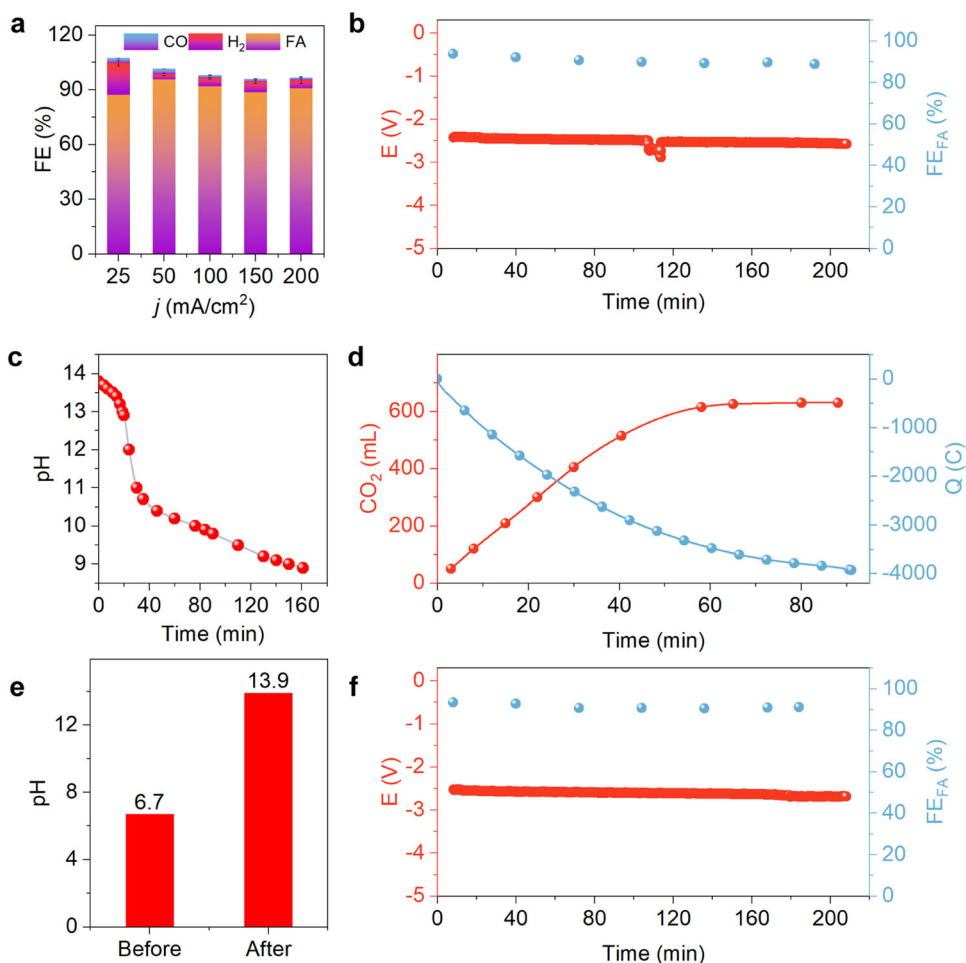 a
CO H₂ FA
120
90
60
30
0
FE (%)
25 50 100 150 200
j (mA/cm²)
b
0
-1
-2
-3
-4
-5
E (V)
100
80
60
40
20
0
FE_FA (%)
0 40 80 120 160 200
Time (min)
c
14
13
12
11
10
9
pH
0 40 80 120 160
Time (min)
d
600
400
200
0
CO₂ (mL)
0
-1000
-2000
-3000
-4000
Q (C)
0 20 40 60 80
Time (min)
e
12
8
4
0
pH
6.7
13.9
Before After
f
0
-1
-2
-3
-4
-5
E (V)
100
80
60
40
20
0
FE_FA (%)
0 40 80 120 160 200
Time (min)